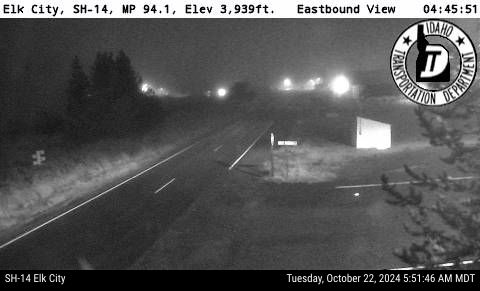 Elk City, SH-14, MP 94.1, Elev 3,939ft.   Eastbound View   04:45:51
IDAHO
TRANSPORTATION DEPARTMENT
SH-14 Elk City   Tuesday, October 22, 2024 5:51:46 AM MDT